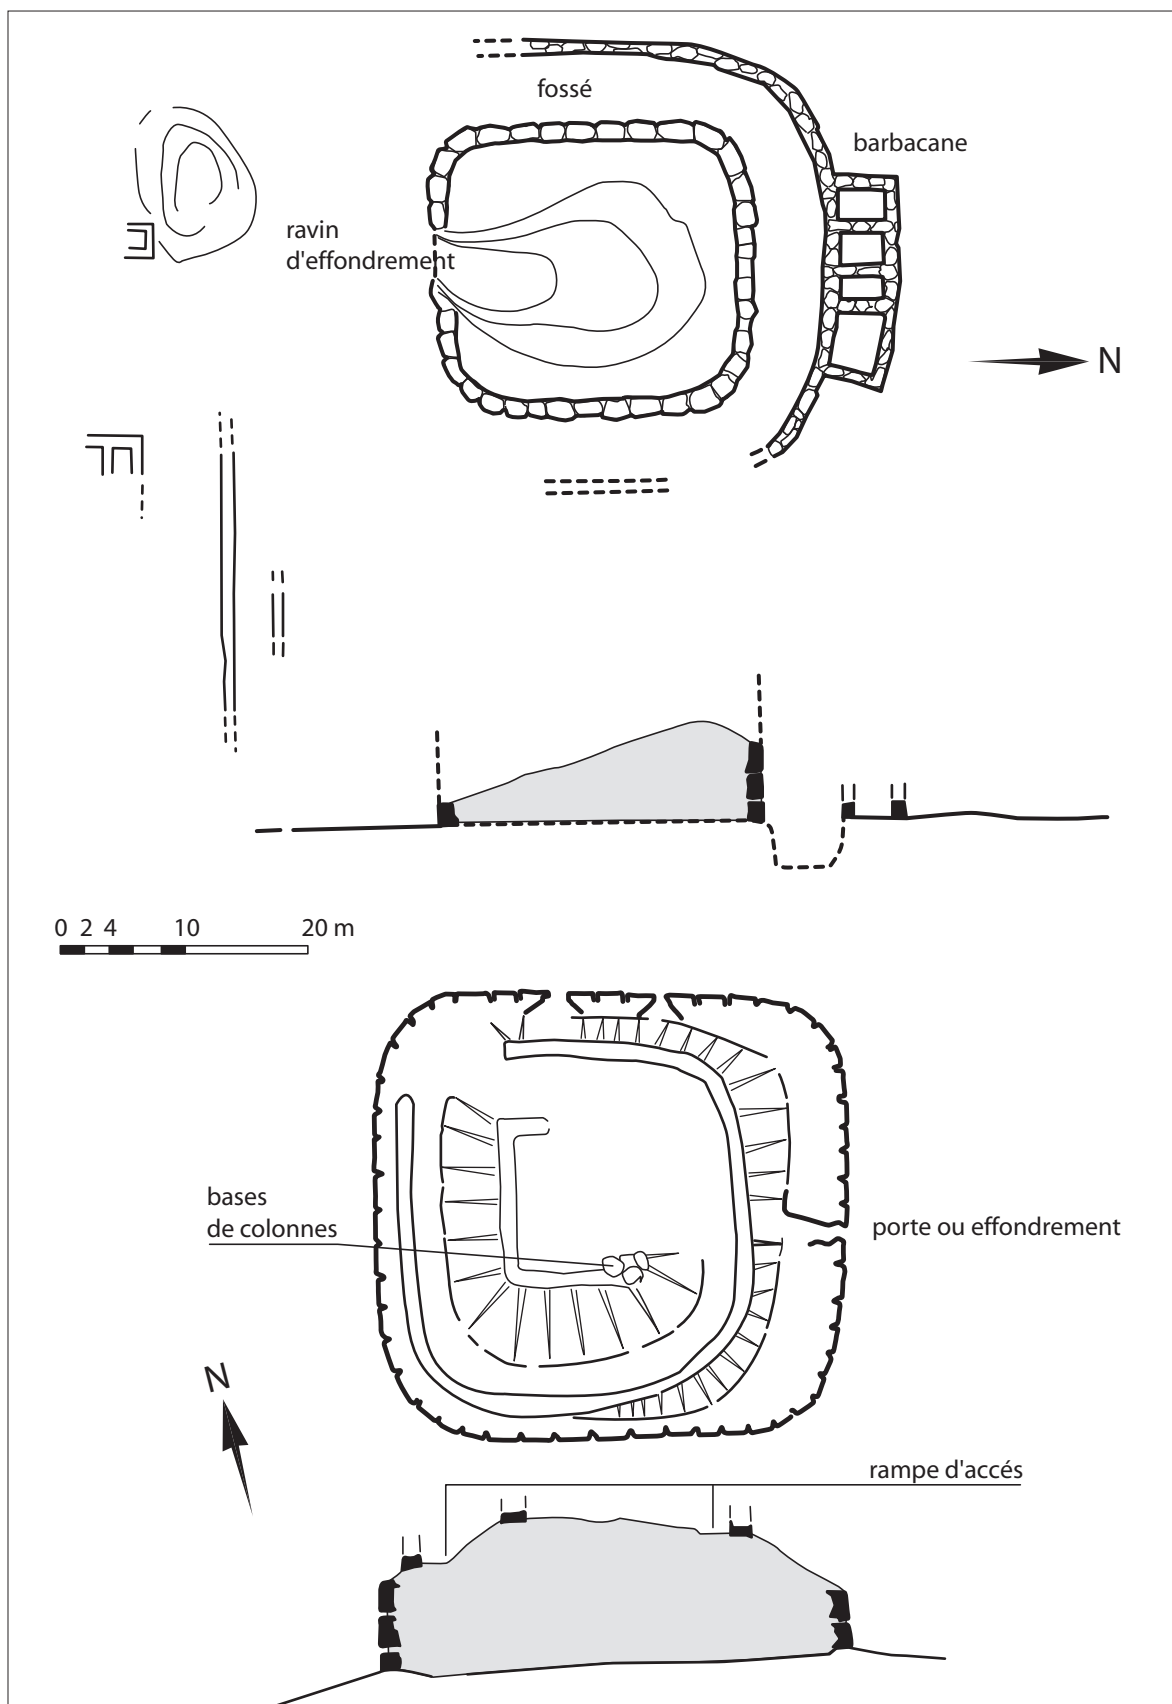 fossé
barbacane
ravin
d'effondrement
N
0 2 4 10 20 m
bases
de colonnes
porte ou effondrement
N
rampe d'accés